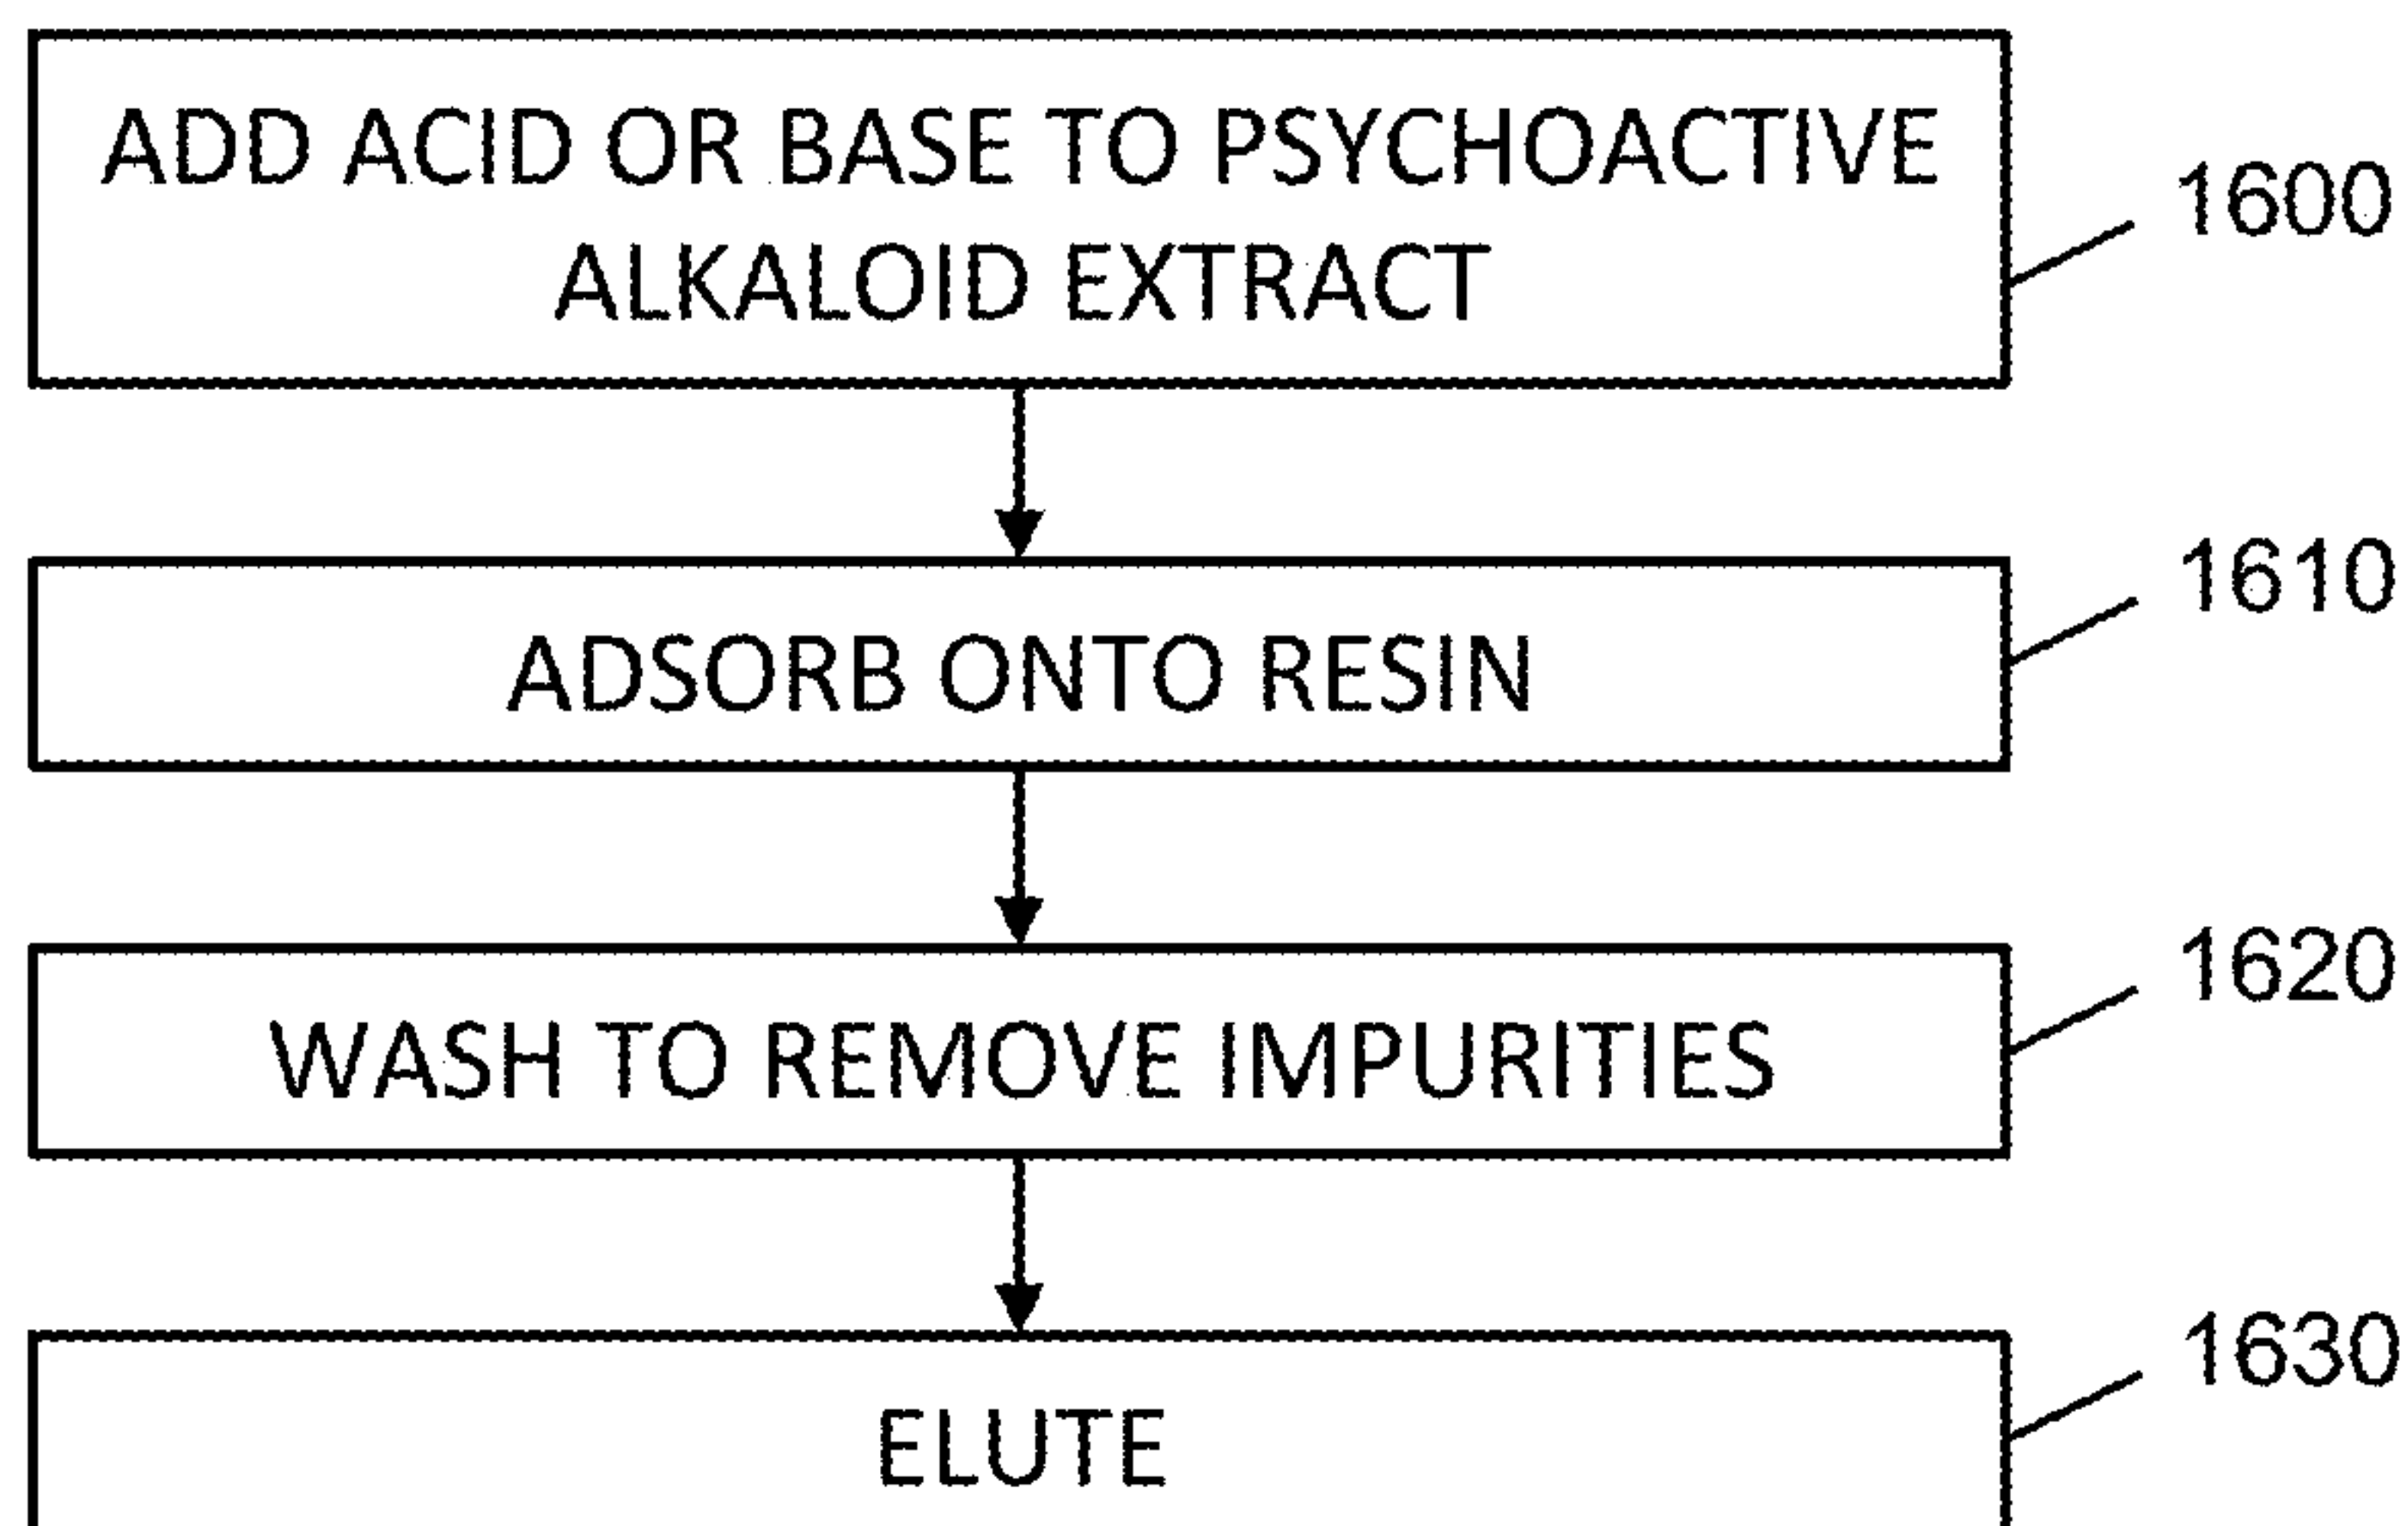 ADD ACID OR BASE TO PSYCHOACTIVE
ALKALOID EXTRACT
1600
ADSORB ONTO RESIN
1610
WASH TO REMOVE IMPURITIES
1620
ELUTE
1630